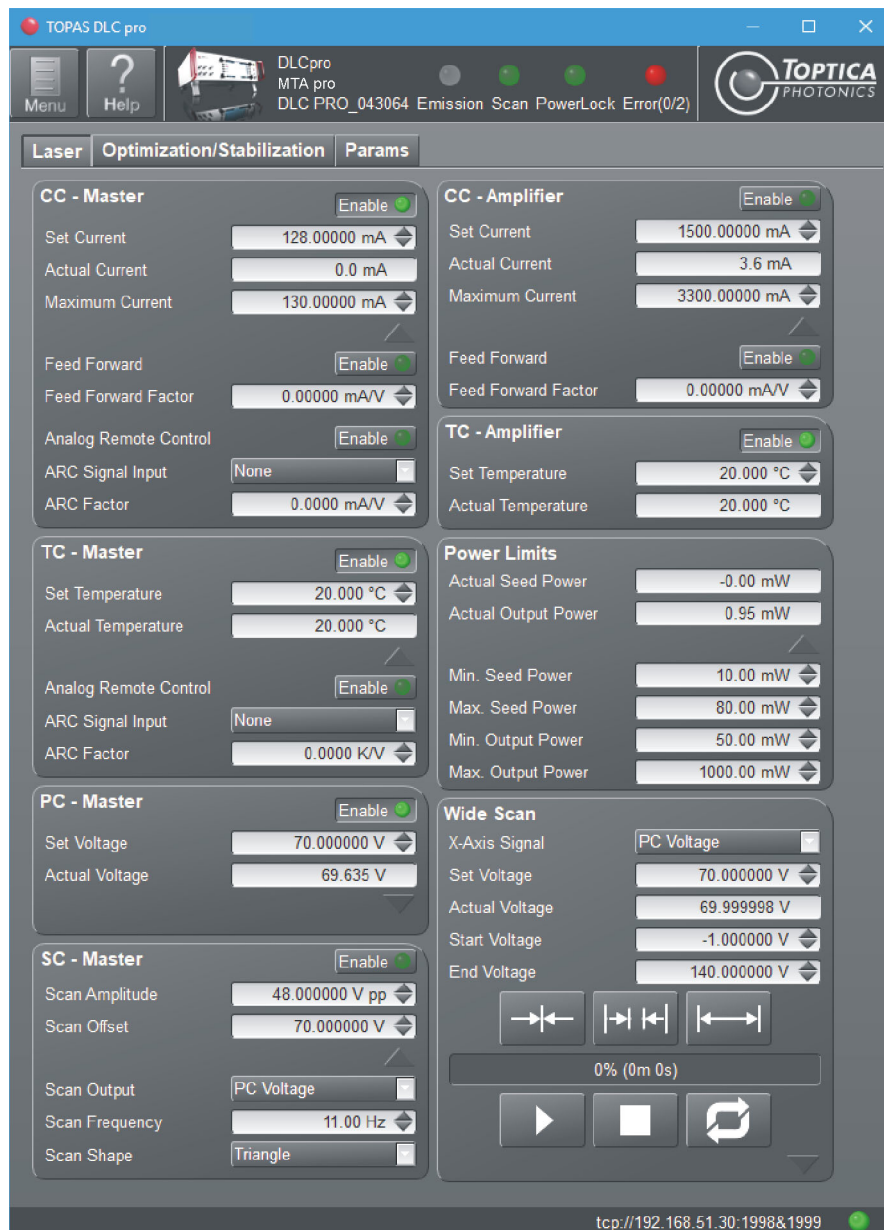 TOPAS DLC pro
Menu
Help
DLCpro
MTA pro
DLC PRO_043064 Emission Scan PowerLock Error(0/2)
TOPTICA
PHOTONICS
Laser Optimization/Stabilization Params
CC - Master
Enable
Set Current 128.00000 mA
Actual Current 0.0 mA
Maximum Current 130.00000 mA
Feed Forward Enable
Feed Forward Factor 0.00000 mA/V
Analog Remote Control Enable
ARC Signal Input None
ARC Factor 0.0000 mA/V
TC - Master
Enable
Set Temperature 20.000 °C
Actual Temperature 20.000 °C
Analog Remote Control Enable
ARC Signal Input None
ARC Factor 0.0000 K/V
PC - Master
Enable
Set Voltage 70.000000 V
Actual Voltage 69.635 V
SC - Master
Enable
Scan Amplitude 48.000000 V pp
Scan Offset 70.000000 V
Scan Output PC Voltage
Scan Frequency 11.00 Hz
Scan Shape Triangle
CC - Amplifier
Enable
Set Current 1500.00000 mA
Actual Current 3.6 mA
Maximum Current 3300.00000 mA
Feed Forward Enable
Feed Forward Factor 0.00000 mA/V
TC - Amplifier
Enable
Set Temperature 20.000 °C
Actual Temperature 20.000 °C
Power Limits
Actual Seed Power -0.00 mW
Actual Output Power 0.95 mW
Min. Seed Power 10.00 mW
Max. Seed Power 80.00 mW
Min. Output Power 50.00 mW
Max. Output Power 1000.00 mW
Wide Scan
X-Axis Signal PC Voltage
Set Voltage 70.000000 V
Actual Voltage 69.999998 V
Start Voltage -1.000000 V
End Voltage 140.000000 V
0% (0m 0s)
tcp://192.168.51.30:1998&1999